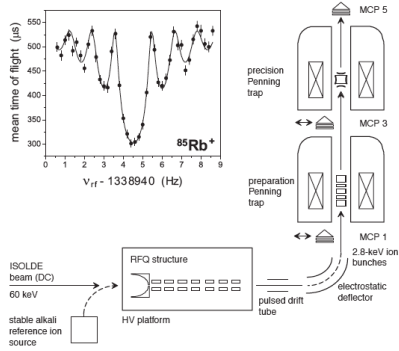 MCP 5
550
500
450
400
350
300
mean time of flight (µs)
85Rb+
0 1 2 3 4 5 6 7 8 9
νrf - 1338940 (Hz)
precision
Penning
trap
MCP 3
preparation
Penning
trap
MCP 1
2.8-keV ion
bunches
electrostatic
deflector
ISOLDE
beam (DC)
60 keV
RFQ structure
HV platform
pulsed drift
tube
stable alkali
reference ion
source